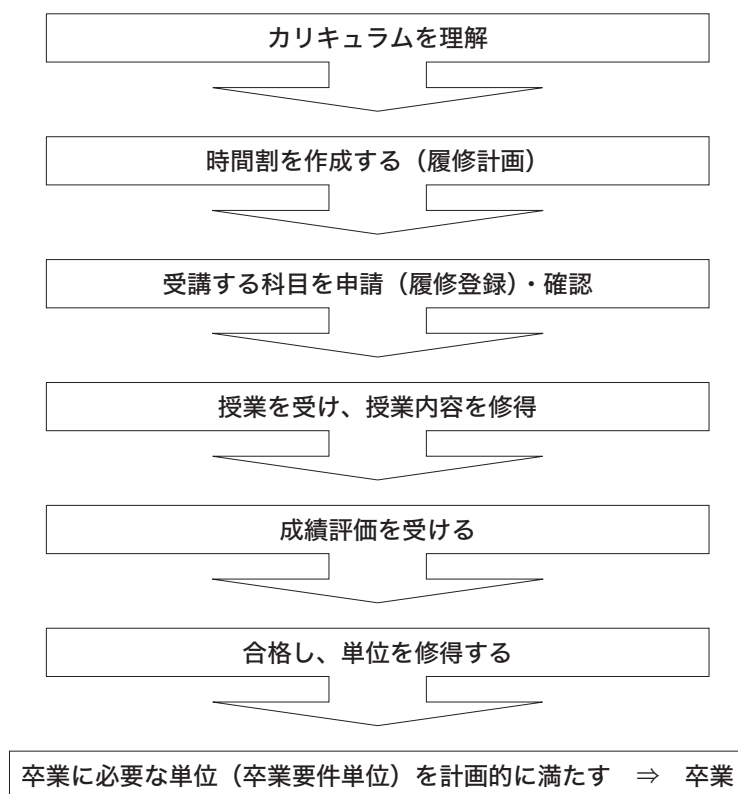 カリキュラムを理解
時間割を作成する（履修計画）
受講する科目を申請（履修登録）・確認
授業を受け、授業内容を修得
成績評価を受ける
合格し、単位を修得する
卒業に必要な単位（卒業要件単位）を計画的に満たす　⇒　卒業